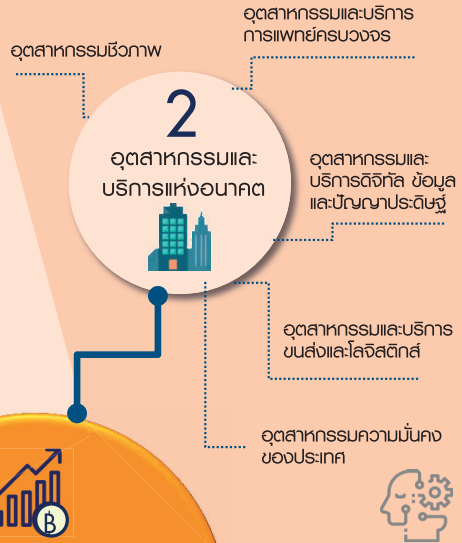 อุตสาหกรรมและบริการ
การแพทย์ครบวงจร
อุตสาหกรรมชีวภาพ
2
อุตสาหกรรมและ
บริการแห่งอนาคต
อุตสาหกรรมและ
บริการดิจิทัล ข้อมูล
และปัญญาประดิษฐ์
อุตสาหกรรมและบริการ
ขนส่งและโลจิสติกส์
อุตสาหกรรมความมั่นคง
ของประเทศ
฿